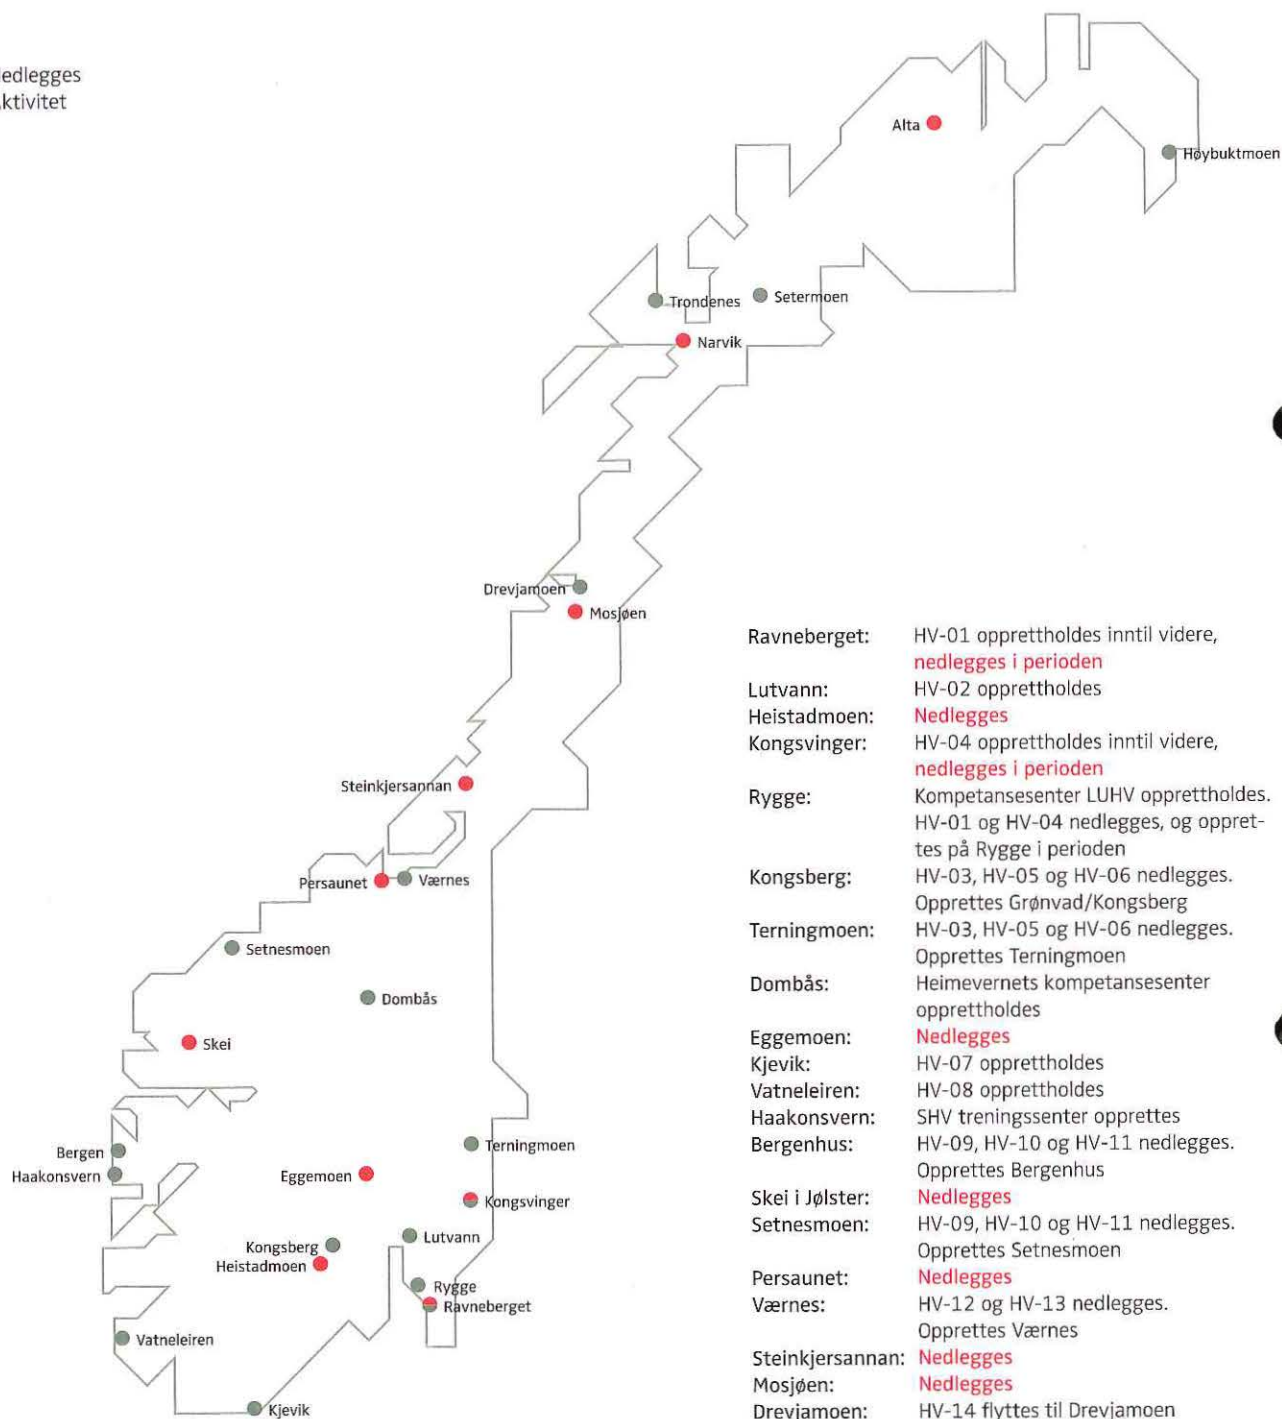 Alta
Høybuktmoen
Trondenes
Setermoen
Narvik
Drevjamoen
Mosjøen
Steinkjersannan
Persaunet
Værnes
Setnesmoen
Dombås
Skei
Bergen
Terningmoen
Haakonsvern
Eggemoen
Kongsvinger
Lutvann
Kongsberg
Heistadmoen
Rygge
Ravneberget
Vatneleiren
Kjevik
Ravneberget: HV-01 opprettholdes inntil videre,
nedlegges i perioden
Lutvann: HV-02 opprettholdes
Heistadmoen: Nedlegges
Kongsvinger: HV-04 opprettholdes inntil videre,
nedlegges i perioden
Rygge: Kompetansesenter LUHV opprettholdes.
HV-01 og HV-04 nedlegges, og oppret-
tes på Rygge i perioden
Kongsberg: HV-03, HV-05 og HV-06 nedlegges.
Opprettes Grønvad/Kongsberg
Terningmoen: HV-03, HV-05 og HV-06 nedlegges.
Opprettes Terningmoen
Dombås: Heimevernets kompetansesenter
opprettholdes
Eggemoen: Nedlegges
Kjevik: HV-07 opprettholdes
Vatneleiren: HV-08 opprettholdes
Haakonsvern: SHV treningssenter opprettes
Bergenhus: HV-09, HV-10 og HV-11 nedlegges.
Opprettes Bergenhus
Skei i Jølster: Nedlegges
Setnesmoen: HV-09, HV-10 og HV-11 nedlegges.
Opprettes Setnesmoen
Persaunet: Nedlegges
Værnes: HV-12 og HV-13 nedlegges.
Opprettes Værnes
Steinkjersannan: Nedlegges
Mosjøen: Nedlegges
Drevjamoen: HV-14 flyttes til Drevjamoen